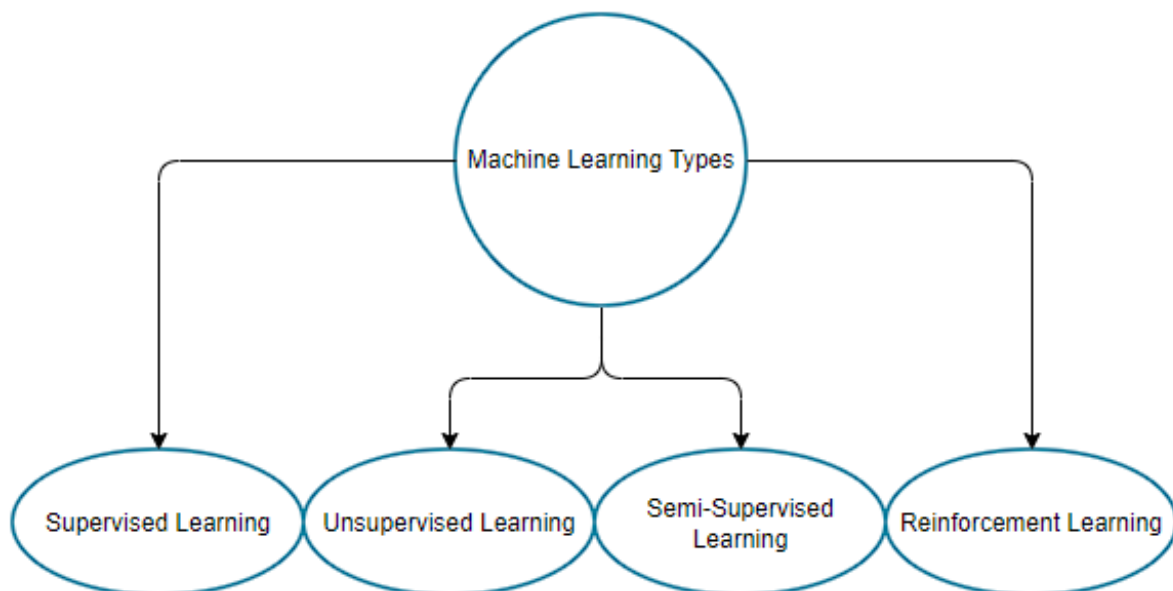 Machine Learning Types
Supervised Learning
Unsupervised Learning
Semi-Supervised
Learning
Reinforcement Learning